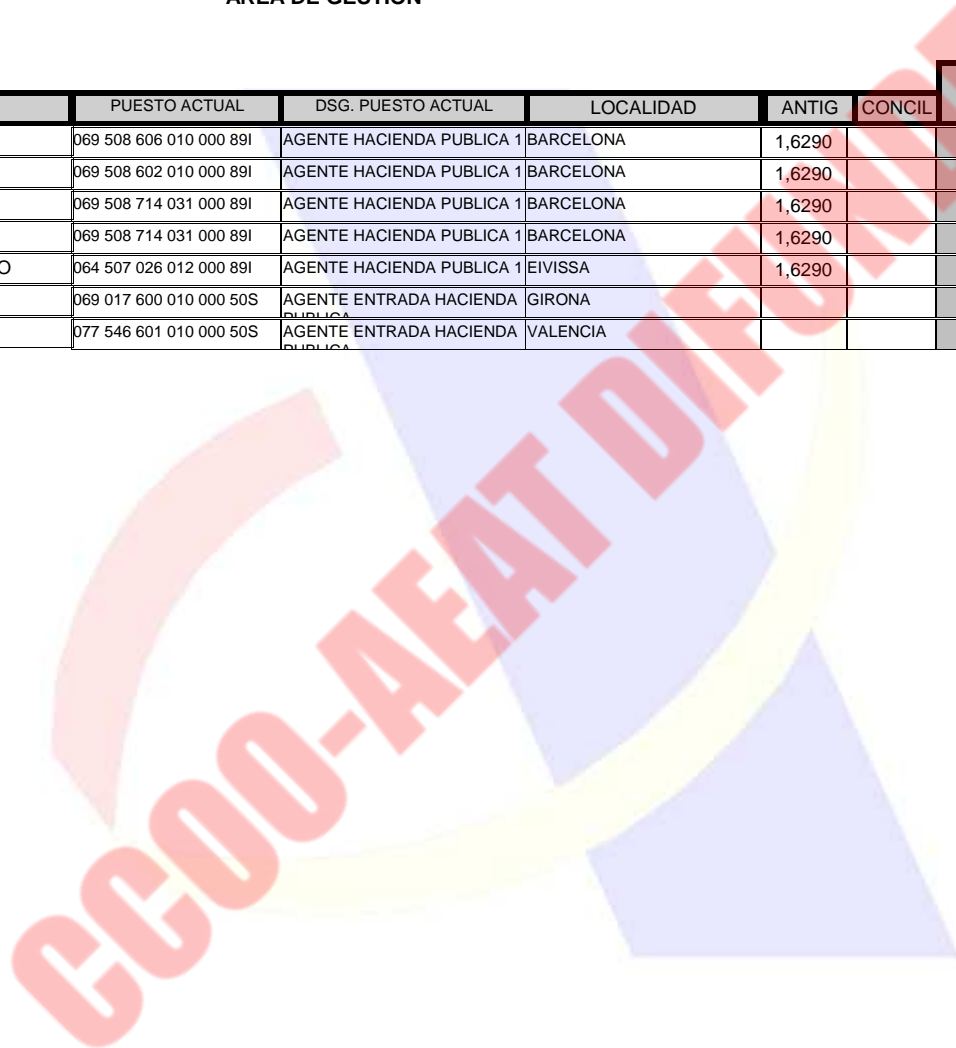 ÁREA DE GESTIÓN
PUESTO ACTUAL DSG. PUESTO ACTUAL LOCALIDAD ANTIG CONCIL
069 508 606 010 000 89I AGENTE HACIENDA PUBLICA 1 BARCELONA 1,6290
069 508 602 010 000 89I AGENTE HACIENDA PUBLICA 1 BARCELONA 1,6290
069 508 714 031 000 89I AGENTE HACIENDA PUBLICA 1 BARCELONA 1,6290
069 508 714 031 000 89I AGENTE HACIENDA PUBLICA 1 BARCELONA 1,6290
O 064 507 026 012 000 89I AGENTE HACIENDA PUBLICA 1 EIVISSA 1,6290
069 017 600 010 000 50S AGENTE ENTRADA HACIENDA GIRONA
PUBLICA
077 546 601 010 000 50S AGENTE ENTRADA HACIENDA VALENCIA
PUBLICA
CCOO-AEAT DIFUND